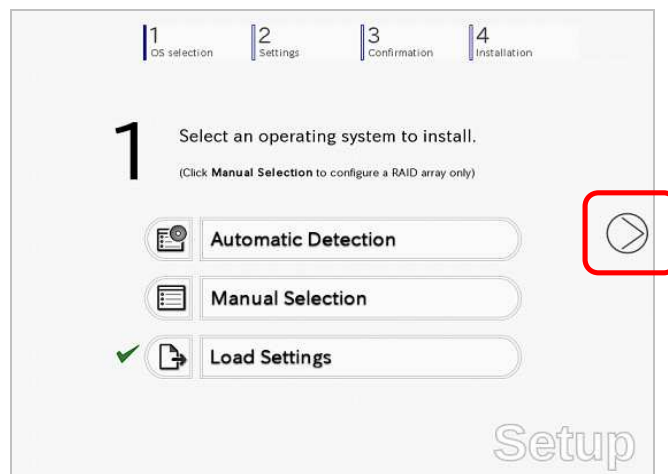 1 2 3 4
OS selection Settings Confirmation Installation
1
Select an operating system to install.
(Click Manual Selection to configure a RAID array only)
Automatic Detection
Manual Selection
Load Settings
Setup